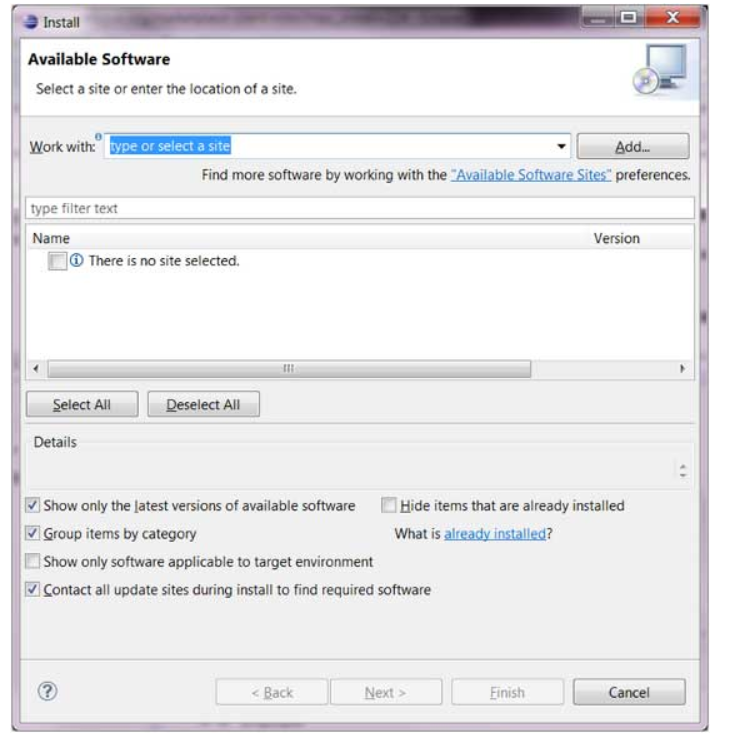 Install
Available Software
Select a site or enter the location of a site.
Work with: type or select a site Add...
Find more software by working with the "Available Software Sites" preferences.
type filter text
Name Version
There is no site selected.
Select All Deselect All
Details
Show only the latest versions of available software Hide items that are already installed
Group items by category What is already installed?
Show only software applicable to target environment
Contact all update sites during install to find required software
< Back Next > Finish Cancel